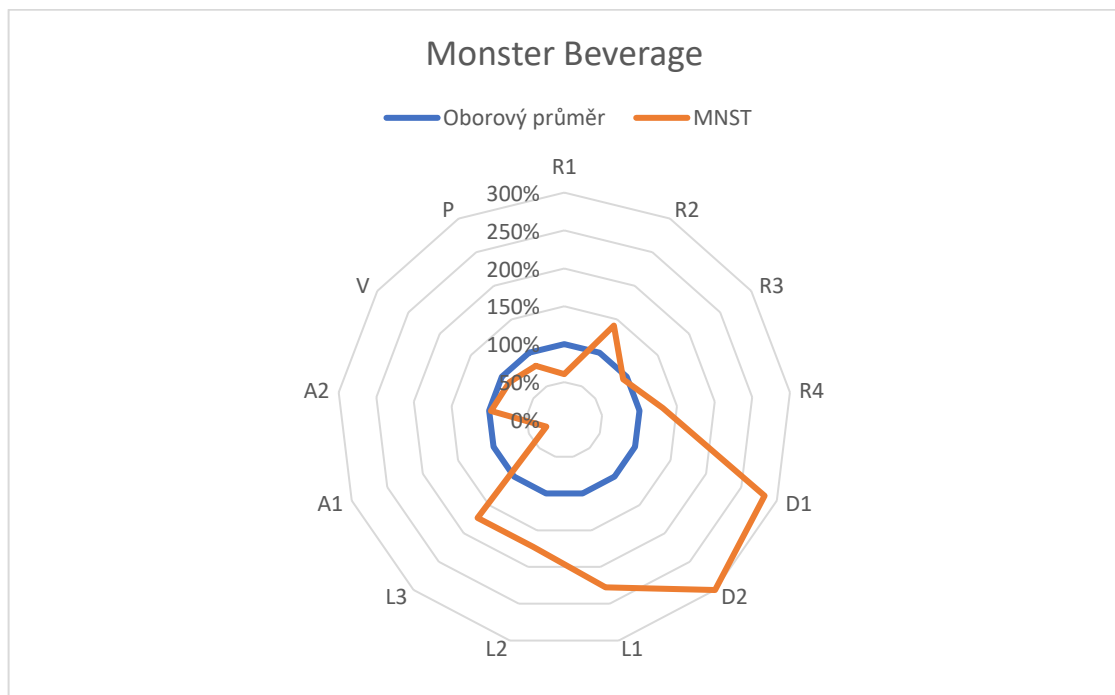 Monster Beverage
Oborový průměr MNST
R1
R2
R3
R4
D1
D2
L1
L2
L3
A1
A2
V
P
300%
250%
200%
150%
100%
50%
0%